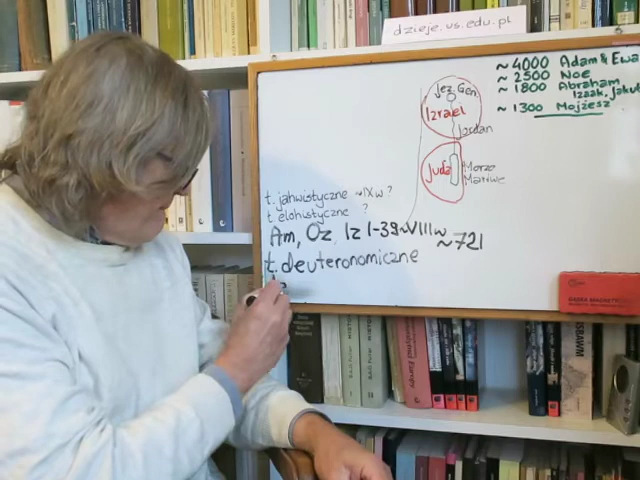 dzieje.us.edu.pl
~4000 Adam & Ewa
~2500 Noe
~1800 Abraham
Izaak, Jakub
~1300 Mojżesz
Jez Gen
Izrael
Jordan
Juda
Morze
Martwe
t. jahwistyczne ~IX w ?
t. elohistyczne ?
Am, Oz, Iz 1-39 ~VIII w
~721
t. deuteronomiczne